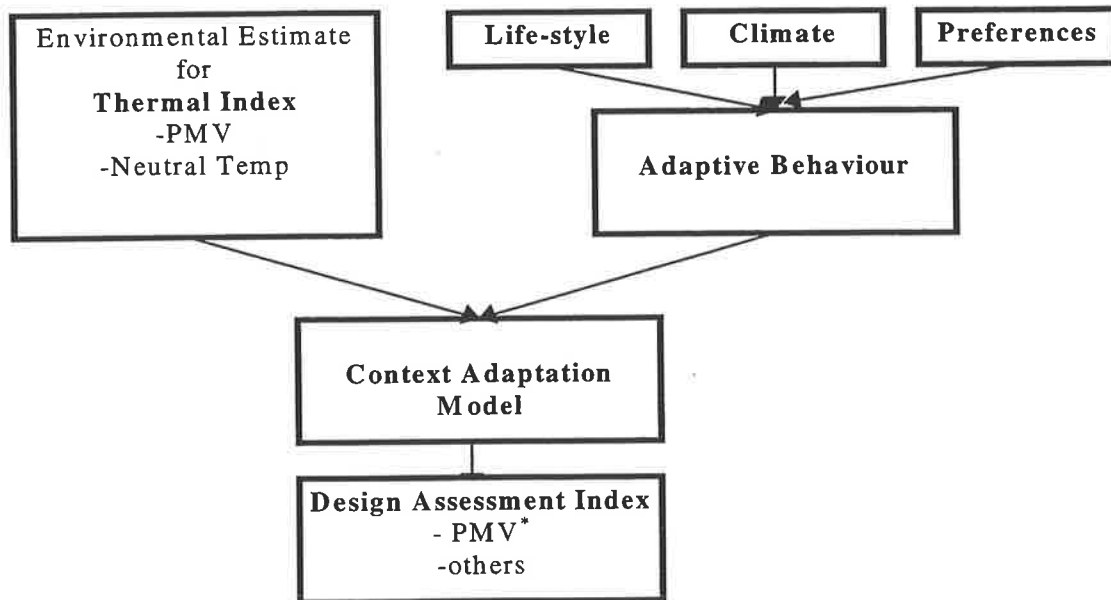 Environmental Estimate
for
Thermal Index
-PMV
-Neutral Temp
Life-style
Climate
Preferences
Adaptive Behaviour
Context Adaptation
Model
Design Assessment Index
- PMV*
-others